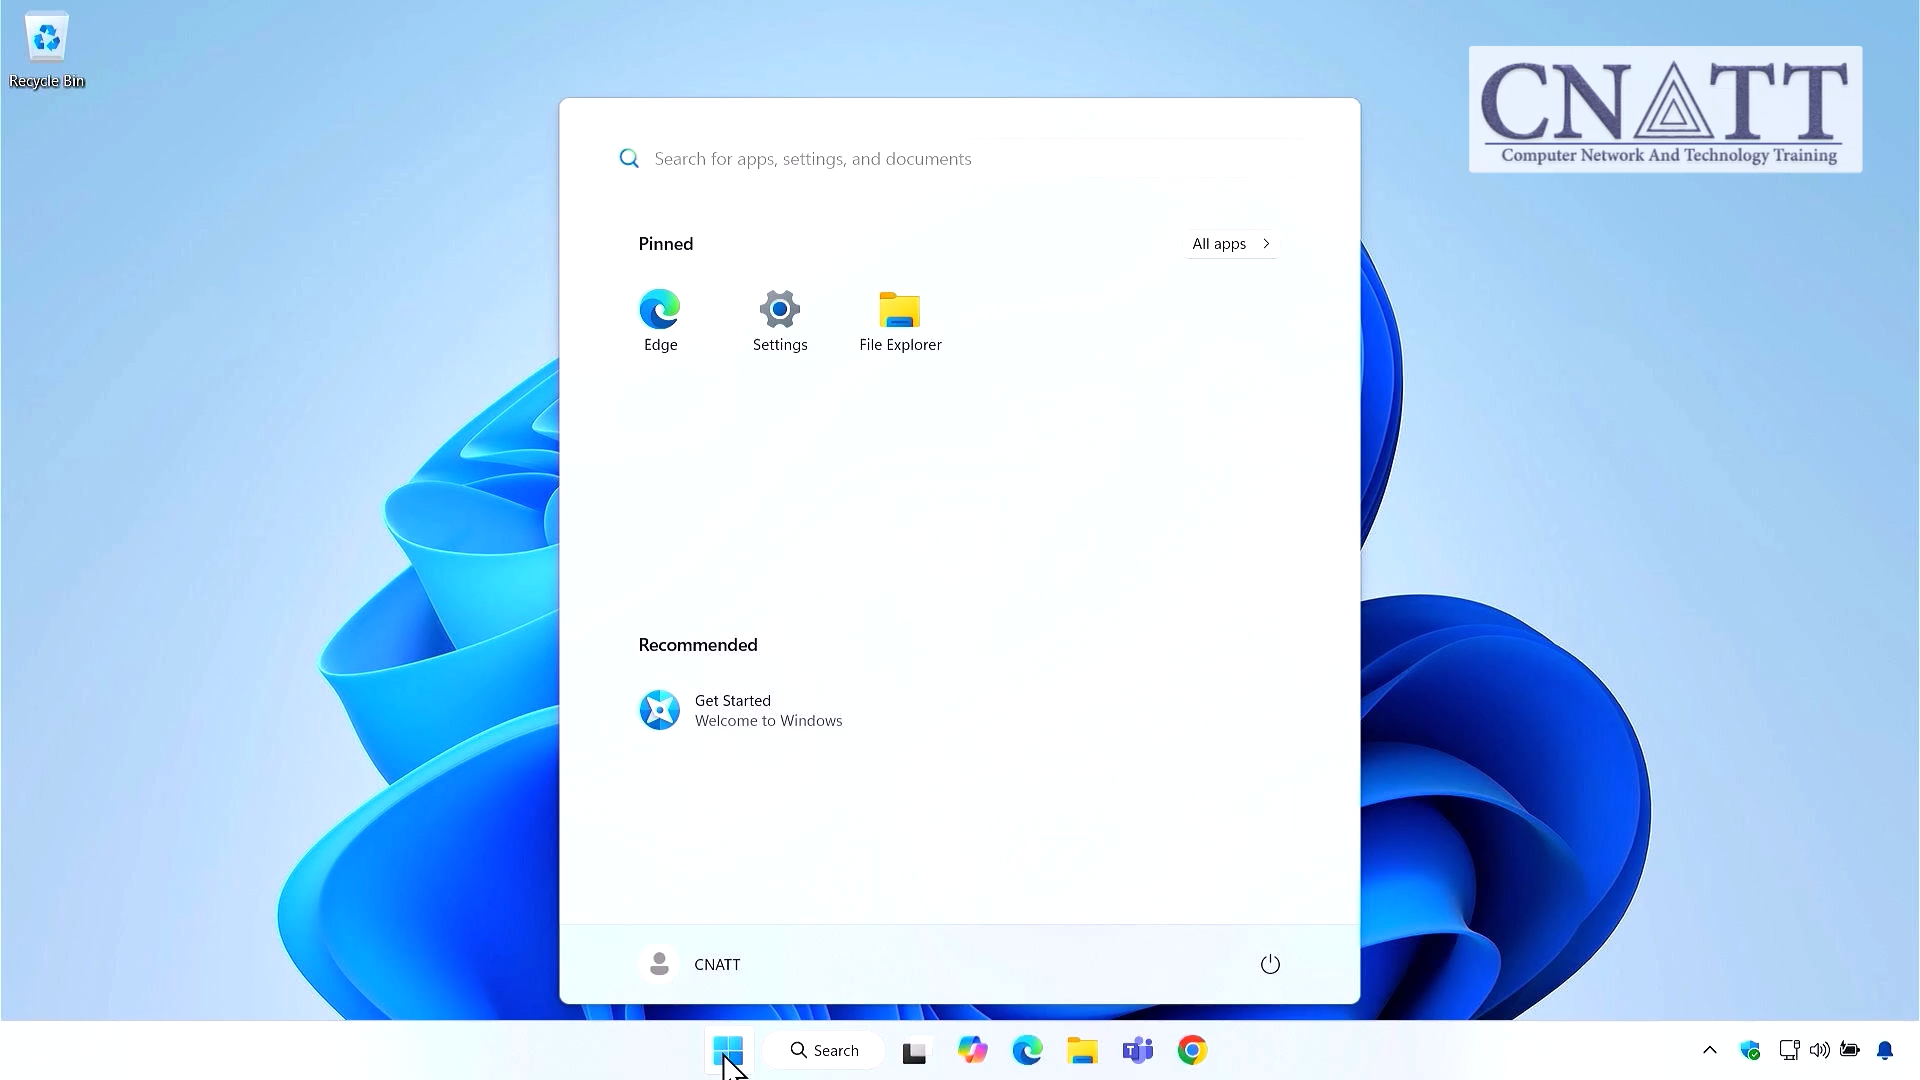 Recycle Bin
CNATT
Computer Network And Technology Training
Search for apps, settings, and documents
Pinned
All apps
Edge
Settings
File Explorer
Recommended
Get Started
Welcome to Windows
CNATT
Search